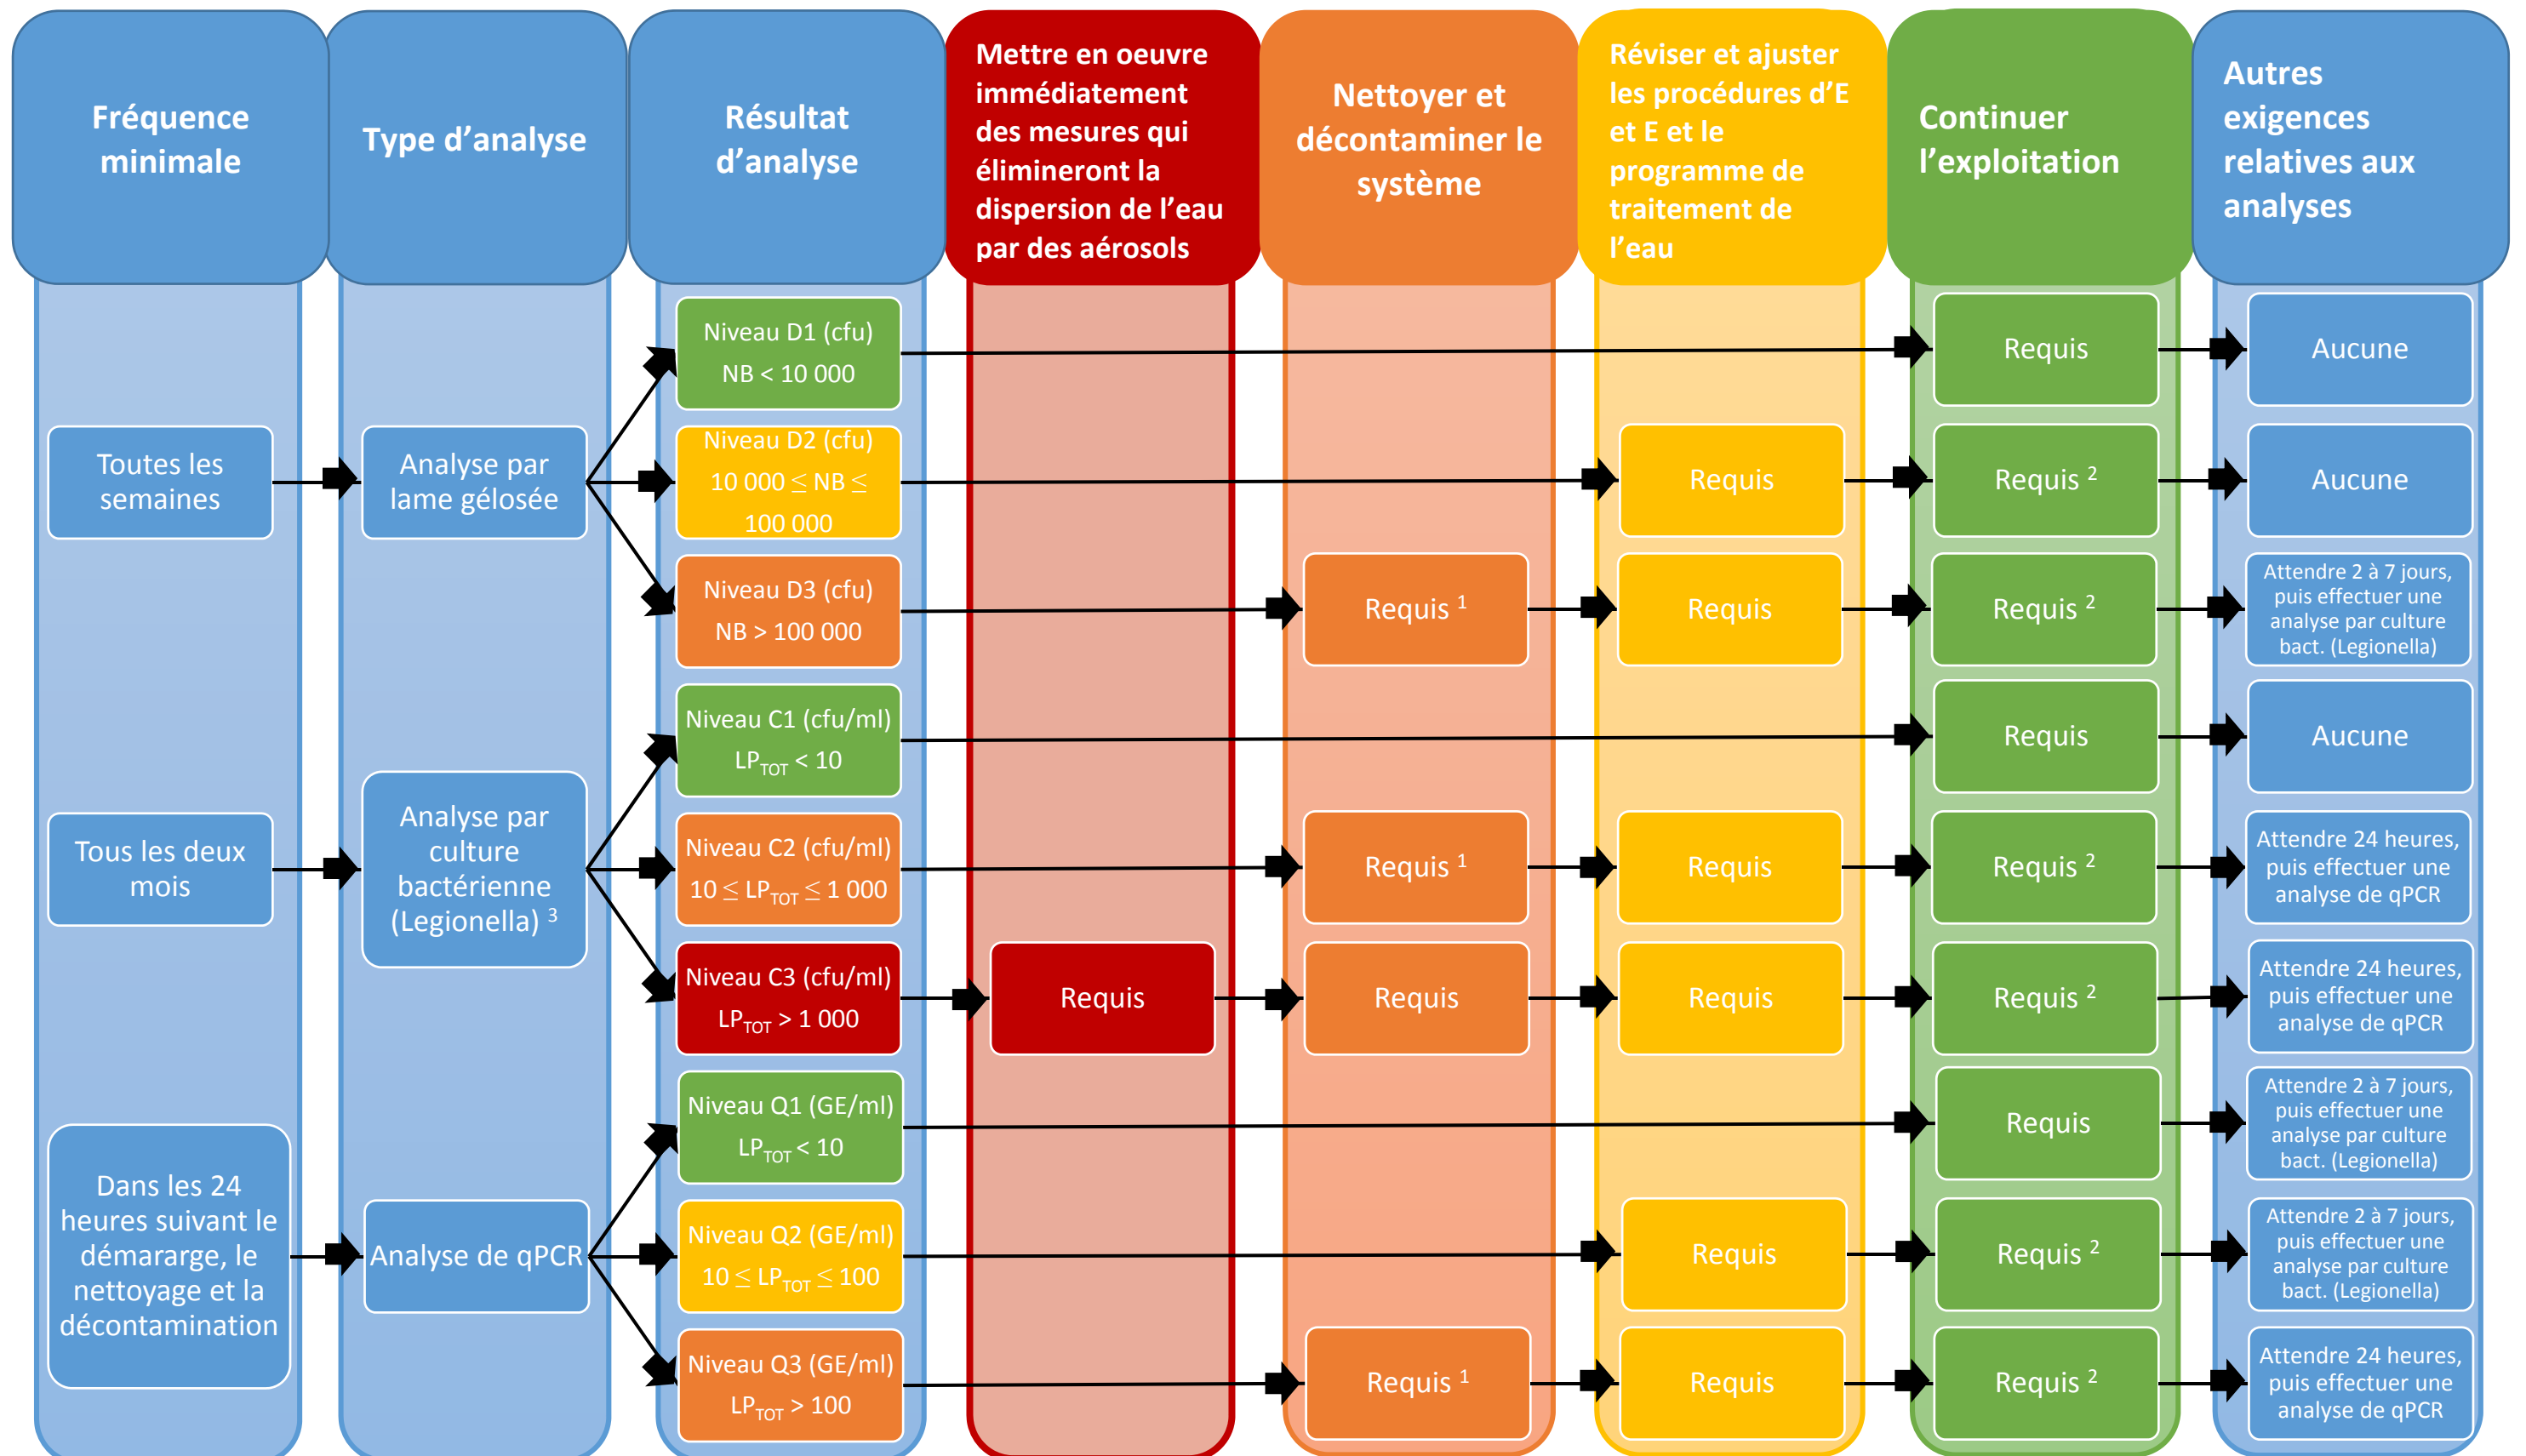 Fréquence
minimale
Type d’analyse
Résultat
d’analyse
Mettre en oeuvre
immédiatement
des mesures qui
élimineront la
dispersion de l’eau
par des aérosols
Nettoyer et
décontaminer le
système
Réviser et ajuster
les procédures d’E
et E et le
programme de
traitement de
l’eau
Continuer
l’exploitation
Autres
exigences
relatives aux
analyses
Toutes les
semaines
Analyse par
lame gélosée
Niveau D1 (cfu)
NB < 10 000
Requis
Aucune
Niveau D2 (cfu)
10 000 ≤ NB ≤
100 000
Requis
Requis ²
Aucune
Niveau D3 (cfu)
NB > 100 000
Requis ¹
Requis
Requis ²
Attendre 2 à 7 jours,
puis effectuer une
analyse par culture
bact. (Legionella)
Tous les deux
mois
Analyse par
culture
bactérienne
(Legionella) ³
Niveau C1 (cfu/ml)
LP_TOT < 10
Requis
Aucune
Niveau C2 (cfu/ml)
10 ≤ LP_TOT ≤ 1 000
Requis ¹
Requis
Requis ²
Attendre 24 heures,
puis effectuer une
analyse de qPCR
Niveau C3 (cfu/ml)
LP_TOT > 1 000
Requis
Requis
Requis
Requis ²
Attendre 24 heures,
puis effectuer une
analyse de qPCR
Dans les 24
heures suivant le
démararge, le
nettoyage et la
décontamination
Analyse de qPCR
Niveau Q1 (GE/ml)
LP_TOT < 10
Requis
Attendre 2 à 7 jours,
puis effectuer une
analyse par culture
bact. (Legionella)
Niveau Q2 (GE/ml)
10 ≤ LP_TOT ≤ 100
Requis
Requis ²
Attendre 2 à 7 jours,
puis effectuer une
analyse par culture
bact. (Legionella)
Niveau Q3 (GE/ml)
LP_TOT > 100
Requis ¹
Requis
Requis ²
Attendre 24 heures,
puis effectuer une
analyse de qPCR